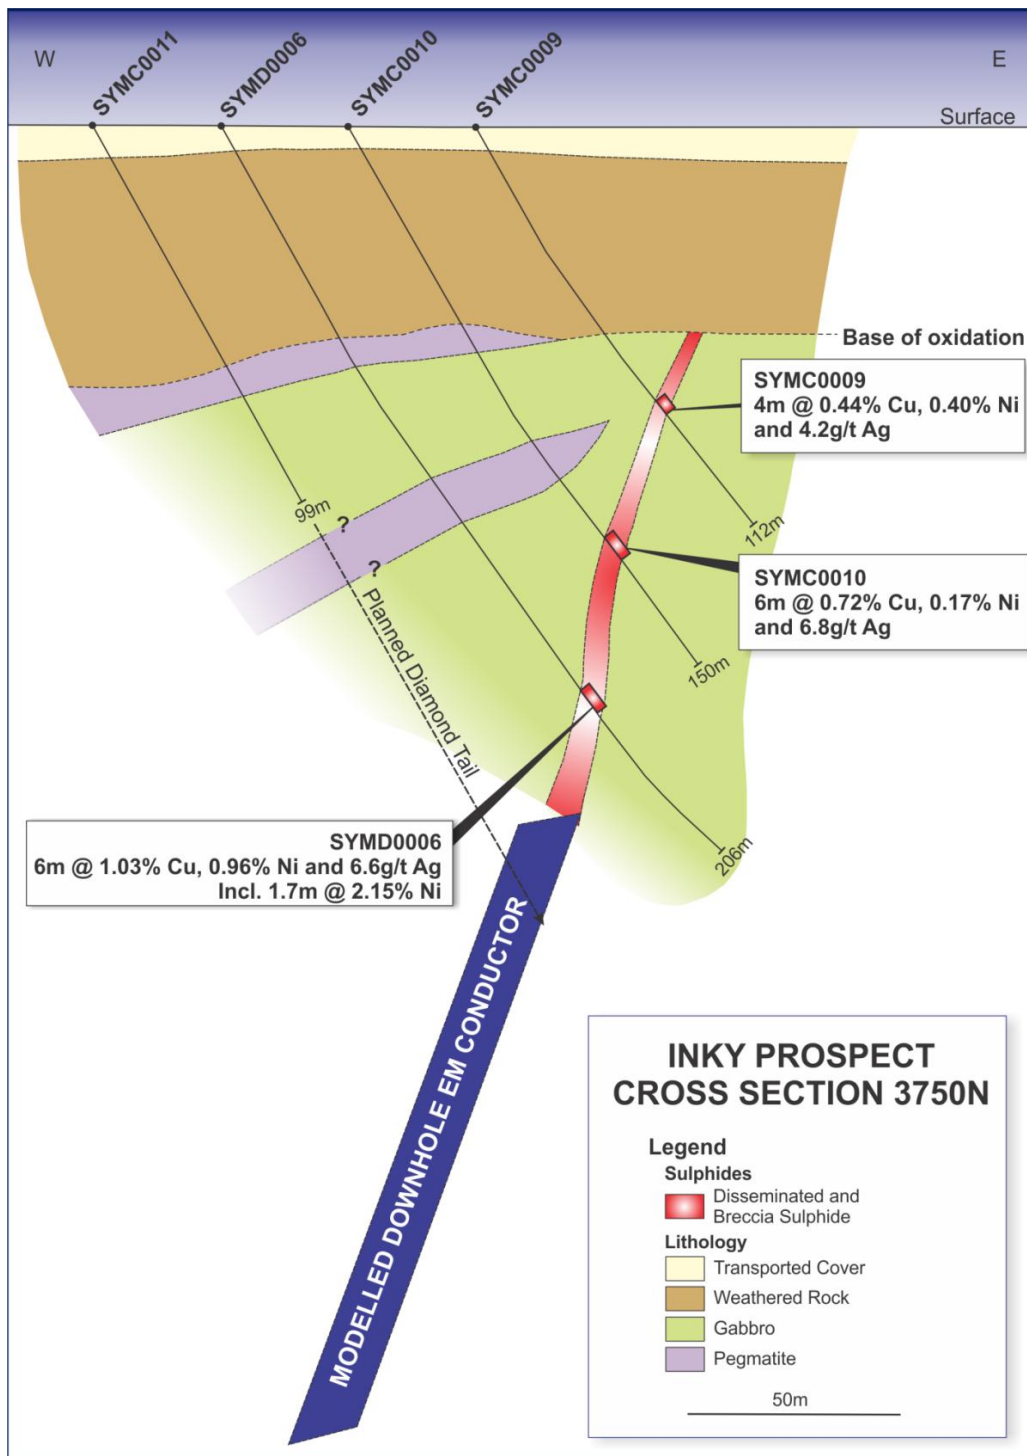 W
SYMC0011
SYMD0006
SYMC0010
SYMC0009
E
Surface
Base of oxidation
SYMC0009
4m @ 0.44% Cu, 0.40% Ni
and 4.2g/t Ag
99m
112m
?
?
SYMC0010
6m @ 0.72% Cu, 0.17% Ni
and 6.8g/t Ag
Planned Diamond Tail
150m
SYMD0006
6m @ 1.03% Cu, 0.96% Ni and 6.6g/t Ag
Incl. 1.7m @ 2.15% Ni
206m
MODELLED DOWNHOLE EM CONDUCTOR
INKY PROSPECT
CROSS SECTION 3750N
Legend
Sulphides
Disseminated and
Breccia Sulphide
Lithology
Transported Cover
Weathered Rock
Gabbro
Pegmatite
50m